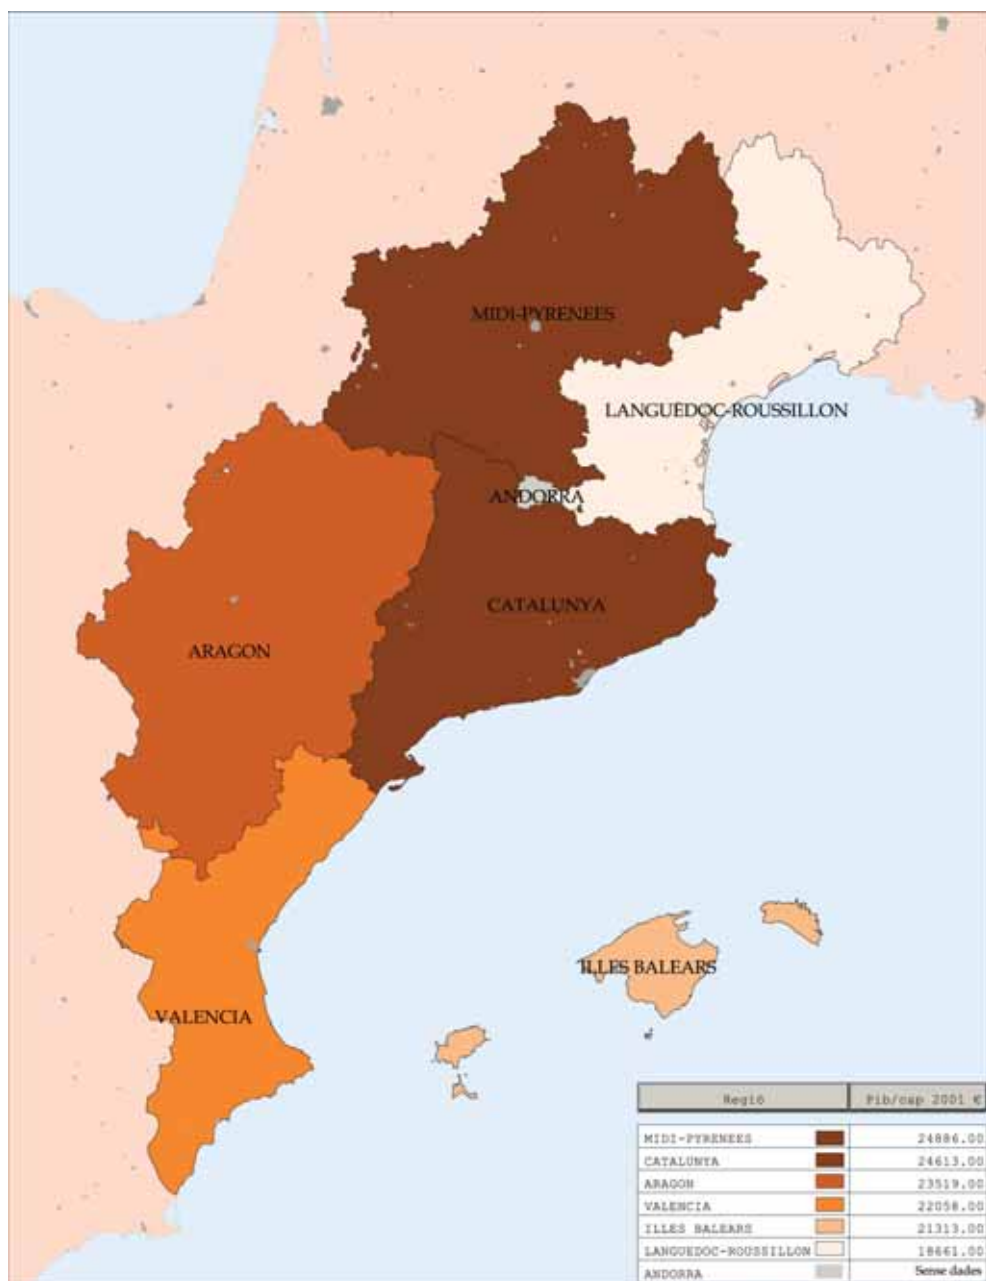 MIDI-PYRENEES
LANGUEDOC-ROUSSILLON
ANDORRA
CATALUNYA
ARAGON
ILLES BALEARS
VALENCIA
Regió Pib/cap 2001 €
MIDI-PYRENEES 24886.00
CATALUNYA 24613.00
ARAGON 23519.00
VALENCIA 22058.00
ILLES BALEARS 21313.00
LANGUEDOC-ROUSSILLON 18661.00
ANDORRA Sense dades